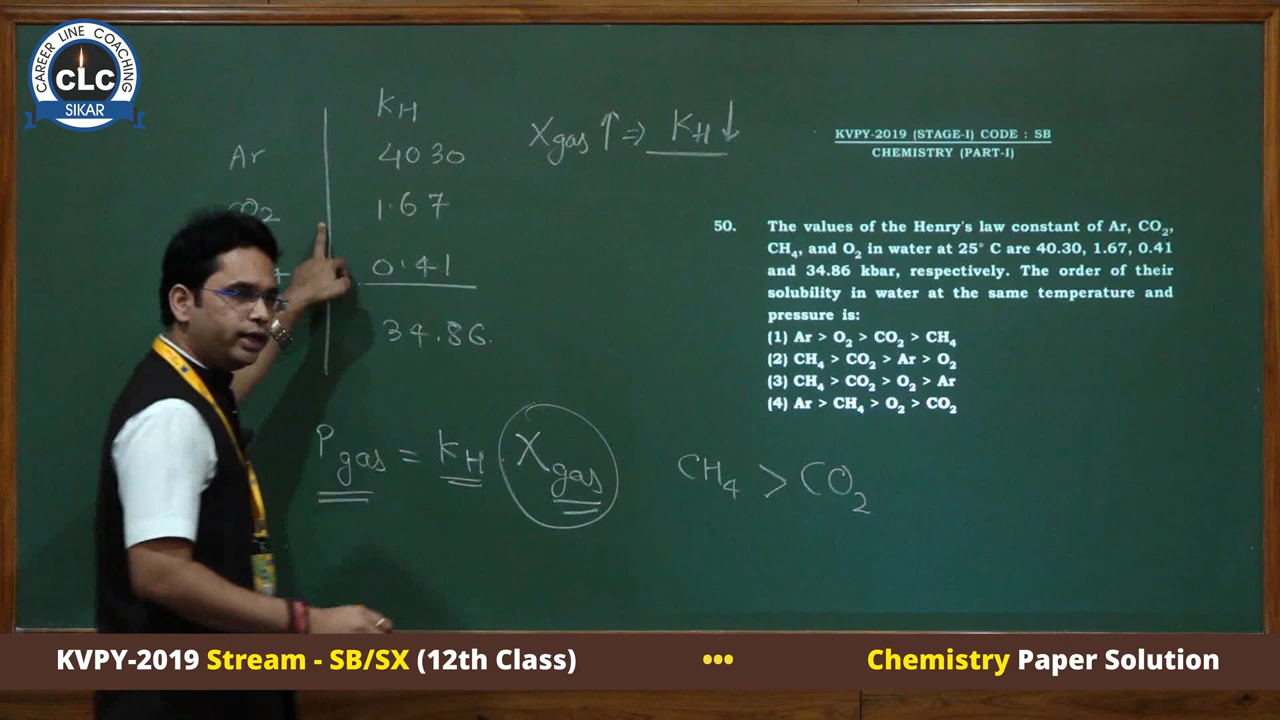 CAREER LINE COACHING
CLC
SIKAR
KH
Ar
4030
CO2
1.67
0.41
34.86.
Xgas ↑ ⇒ KH ↓
Pgas = KH . Xgas
CH4 > CO2
KVPY-2019 (STAGE-I) CODE : SB
CHEMISTRY (PART-I)
50. The values of the Henry's law constant of Ar, CO2,
CH4, and O2 in water at 25° C are 40.30, 1.67, 0.41
and 34.86 kbar, respectively. The order of their
solubility in water at the same temperature and
pressure is:
(1) Ar > O2 > CO2 > CH4
(2) CH4 > CO2 > Ar > O2
(3) CH4 > CO2 > O2 > Ar
(4) Ar > CH4 > O2 > CO2
KVPY-2019 Stream - SB/SX (12th Class) ••• Chemistry Paper Solution